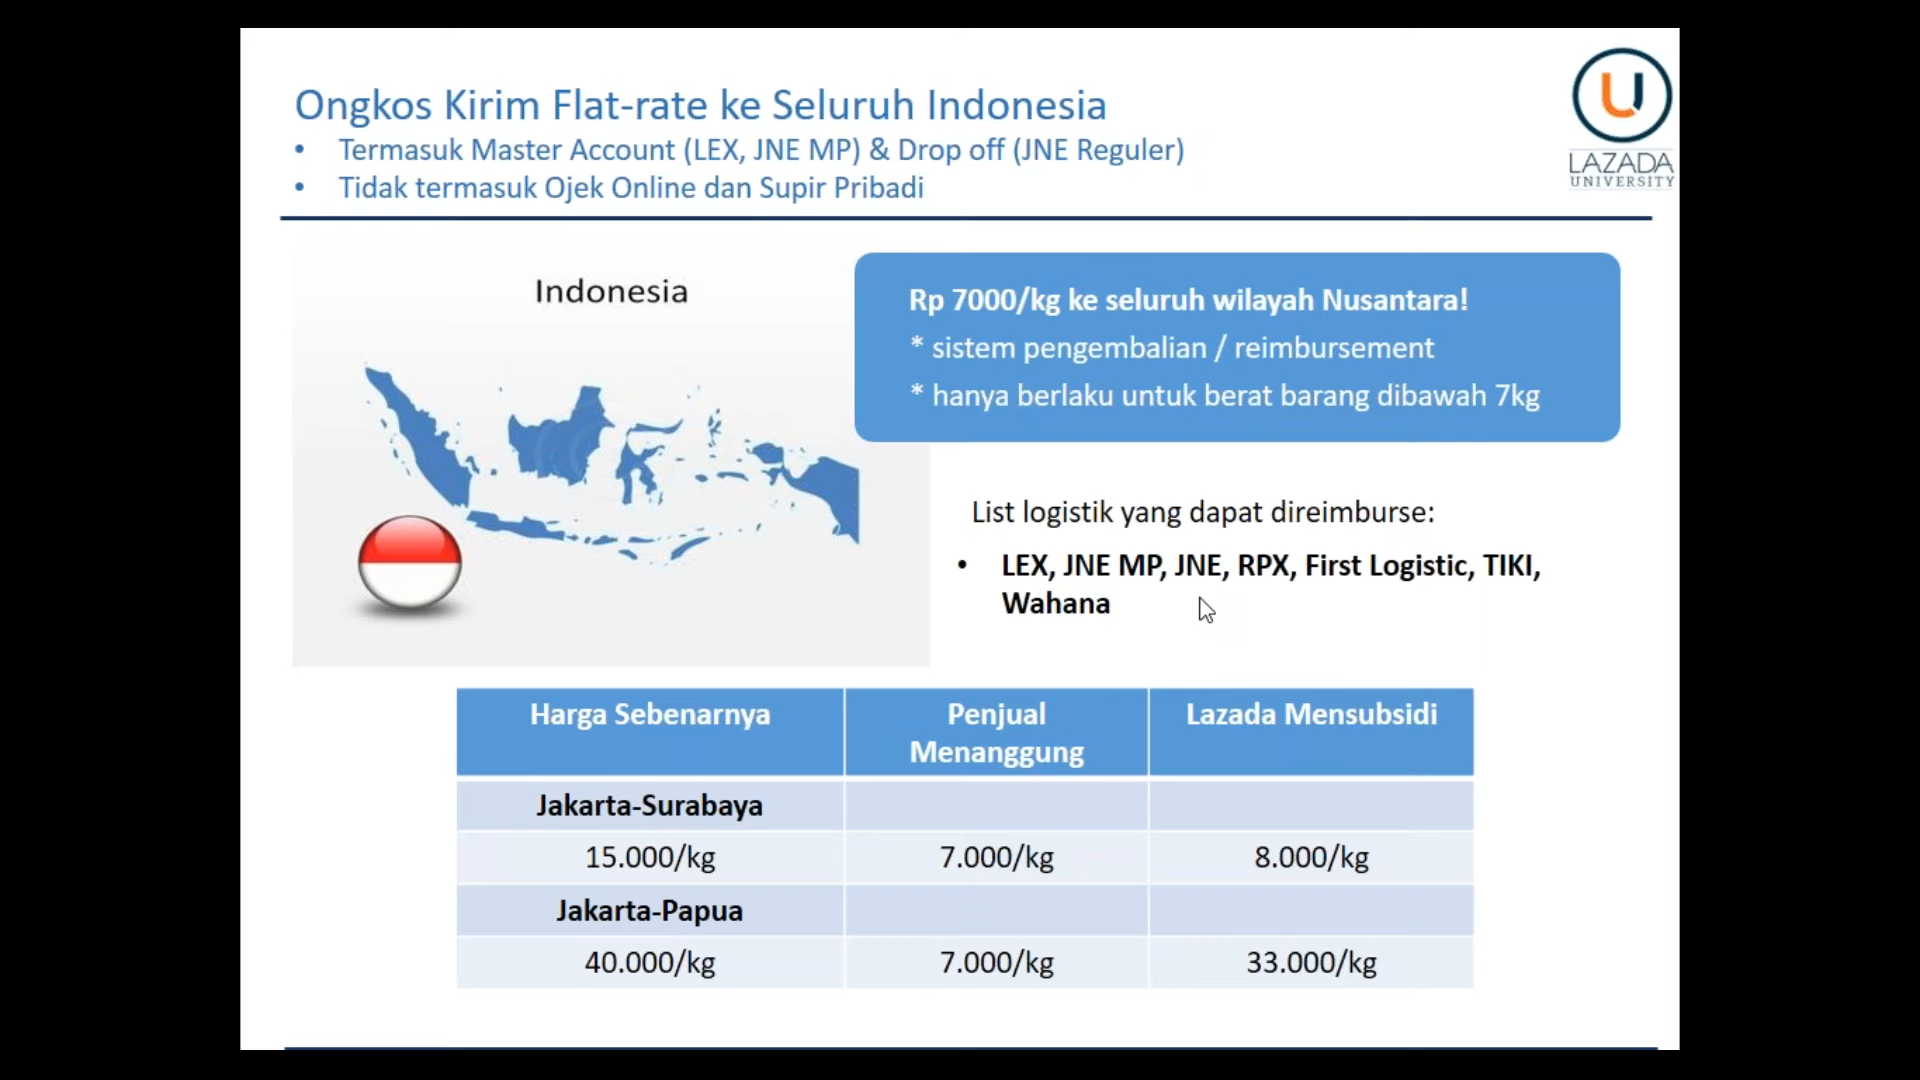 Ongkos Kirim Flat-rate ke Seluruh Indonesia
• Termasuk Master Account (LEX, JNE MP) & Drop off (JNE Reguler)
• Tidak termasuk Ojek Online dan Supir Pribadi
U
LAZADA
UNIVERSITY
Indonesia
Rp 7000/kg ke seluruh wilayah Nusantara!
* sistem pengembalian / reimbursement
* hanya berlaku untuk berat barang dibawah 7kg
List logistik yang dapat direimburse:
• LEX, JNE MP, JNE, RPX, First Logistic, TIKI,
Wahana
Harga Sebenarnya
Penjual
Menanggung
Lazada Mensubsidi
Jakarta-Surabaya
15.000/kg
7.000/kg
8.000/kg
Jakarta-Papua
40.000/kg
7.000/kg
33.000/kg